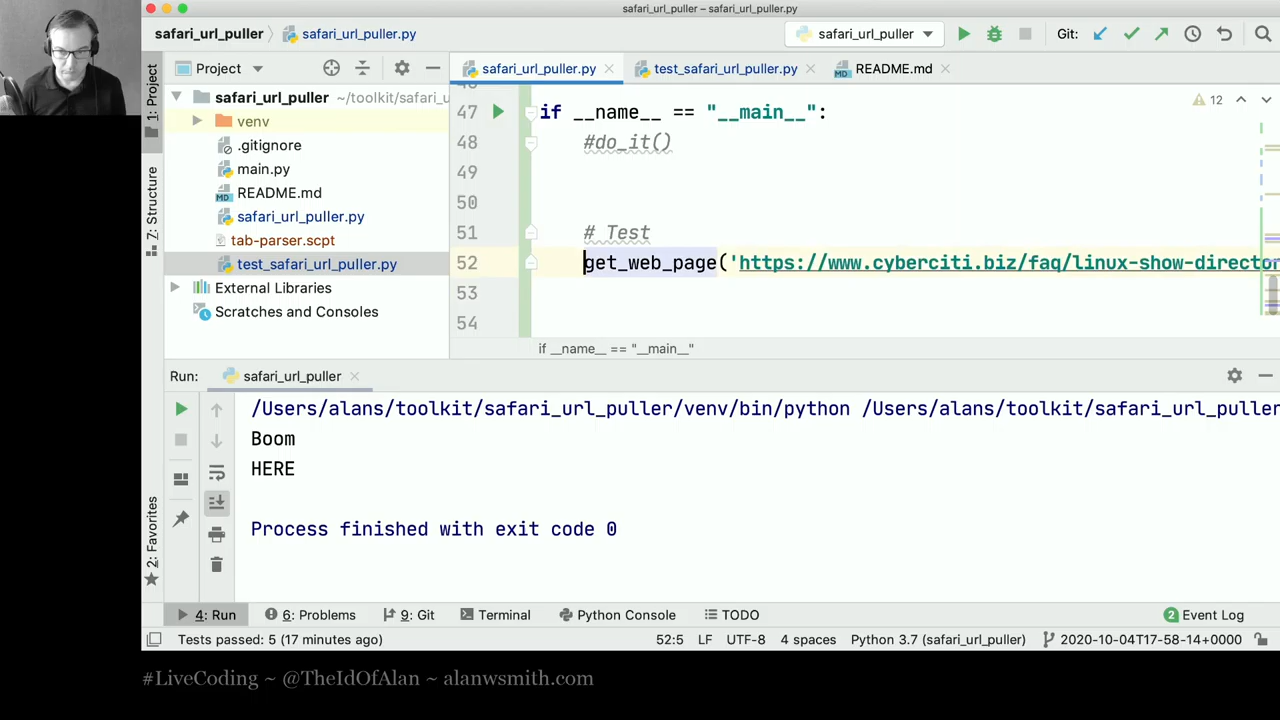 safari_url_puller – safari_url_puller.py
safari_url_puller safari_url_puller.py safari_url_puller Git:
Project safari_url_puller.py test_safari_url_puller.py README.md
1: Project
Z: Structure
2: Favorites
safari_url_puller ~/toolkit/safari_u
venv
.gitignore
main.py
README.md
safari_url_puller.py
tab-parser.scpt
test_safari_url_puller.py
External Libraries
Scratches and Consoles
12
47 if __name__ == "__main__":
48 #do_it()
49
50
51 # Test
52 get_web_page('https://www.cyberciti.biz/faq/linux-show-director
53
54
if __name__ == "__main__"
Run: safari_url_puller
/Users/alans/toolkit/safari_url_puller/venv/bin/python /Users/alans/toolkit/safari_url_puller
Boom
HERE
Process finished with exit code 0
4: Run 6: Problems 9: Git Terminal Python Console TODO 2 Event Log
Tests passed: 5 (17 minutes ago) 52:5 LF UTF-8 4 spaces Python 3.7 (safari_url_puller) 2020-10-04T17-58-14+0000
#LiveCoding ~ @TheIdOfAlan ~ alanwsmith.com